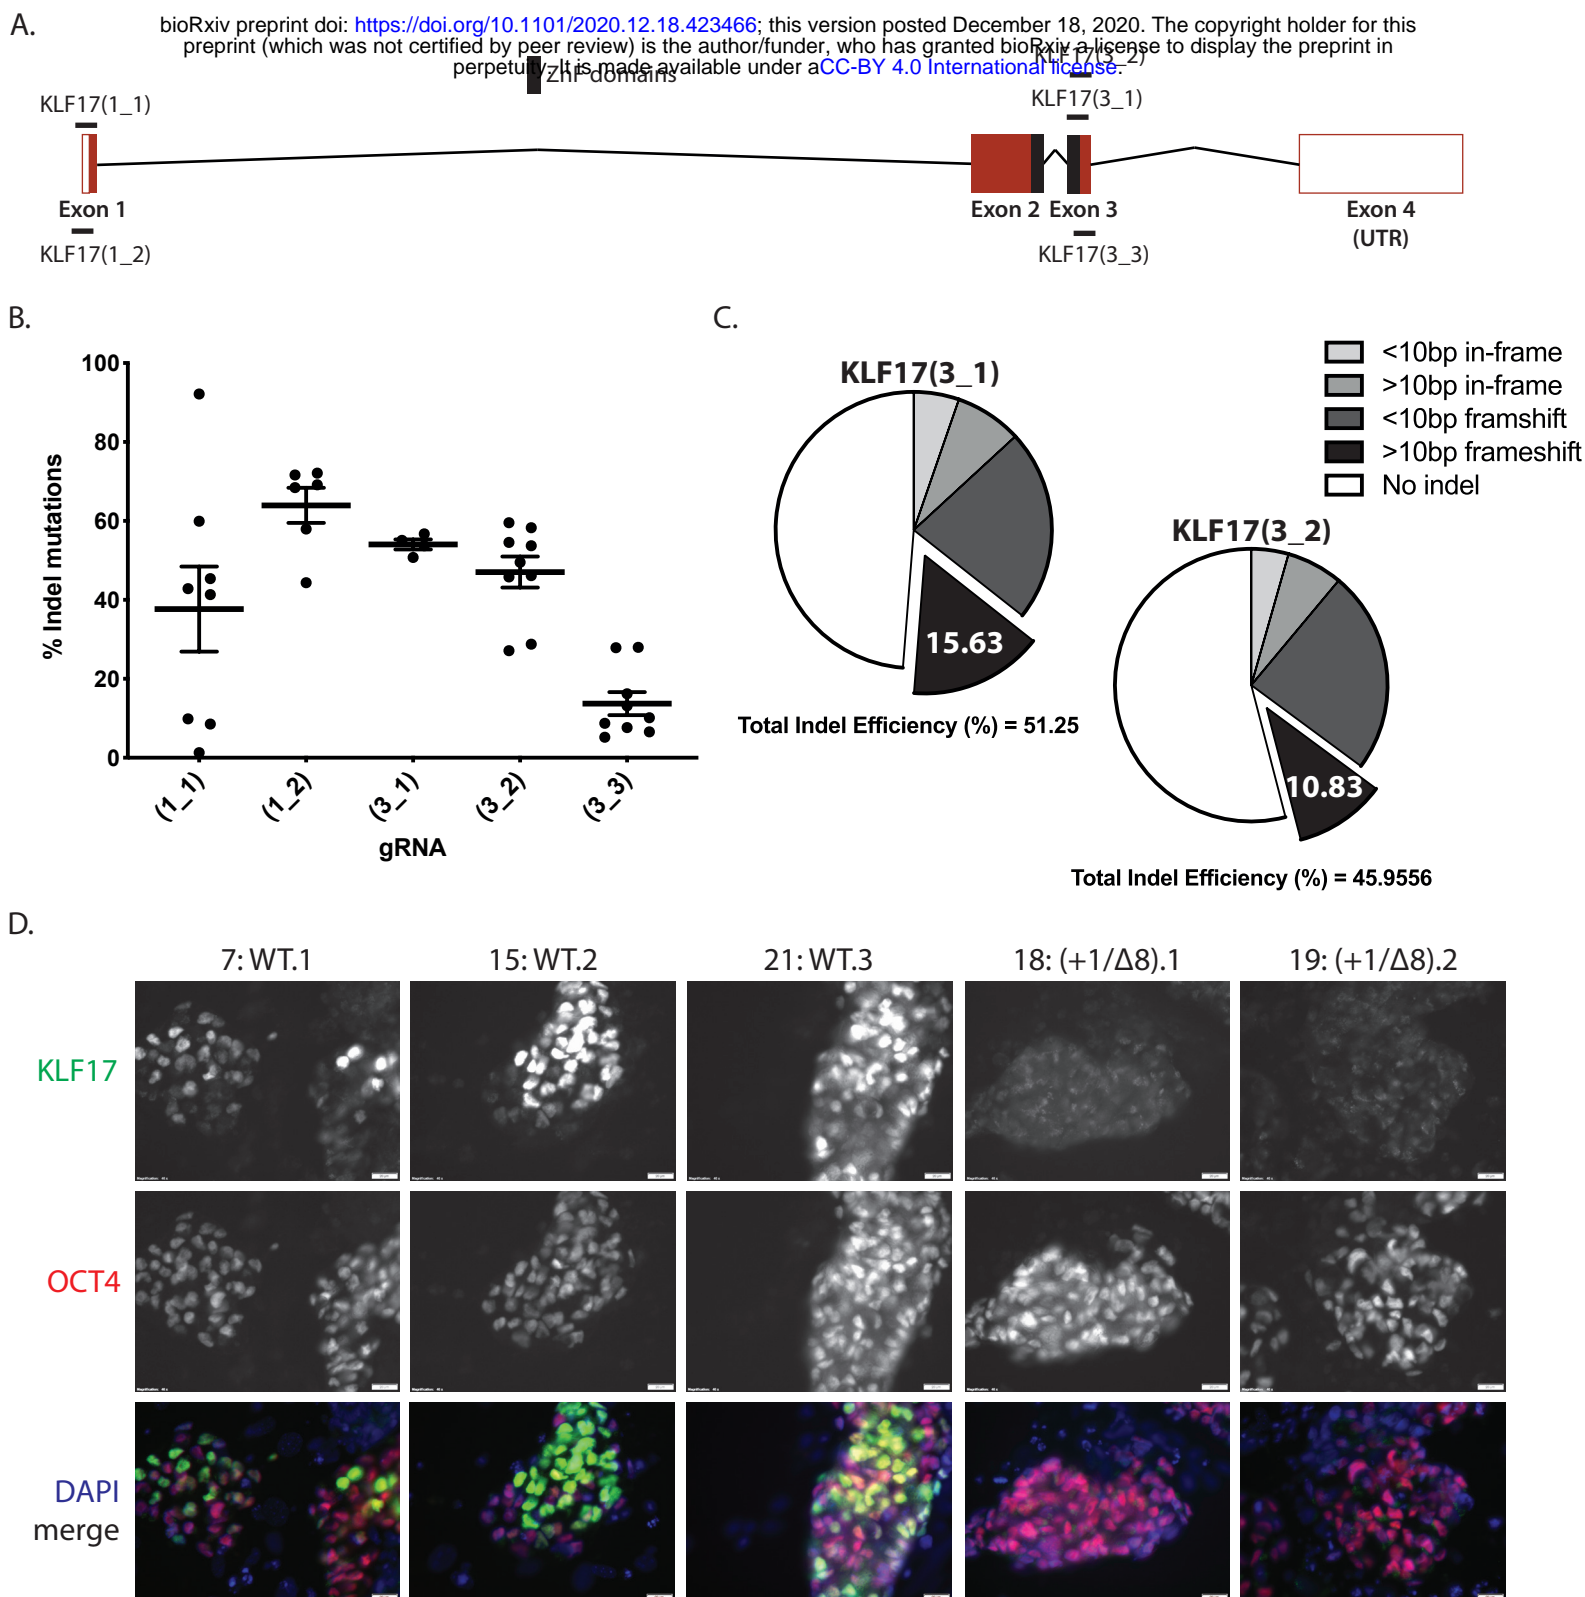 A.
bioRxiv preprint doi: https://doi.org/10.1101/2020.12.18.423466; this version posted December 18, 2020. The copyright holder for this
preprint (which was not certified by peer review) is the author/funder, who has granted bioRxiv a license to display the preprint in
perpetuity. It is made available under aCC-BY 4.0 International license.
KLF17(3_2)
ZnF domains
KLF17(1_1)
KLF17(3_1)
Exon 1
Exon 2
Exon 3
Exon 4
(UTR)
KLF17(1_2)
KLF17(3_3)
B.
100
80
60
40
20
0
% Indel mutations
(1_1)
(1_2)
(3_1)
(3_2)
(3_3)
gRNA
C.
<10bp in-frame
>10bp in-frame
<10bp framshift
>10bp frameshift
No indel
KLF17(3_1)
15.63
Total Indel Efficiency (%) = 51.25
KLF17(3_2)
10.83
Total Indel Efficiency (%) = 45.9556
D.
7: WT.1
15: WT.2
21: WT.3
18: (+1/Δ8).1
19: (+1/Δ8).2
KLF17
OCT4
DAPI
merge